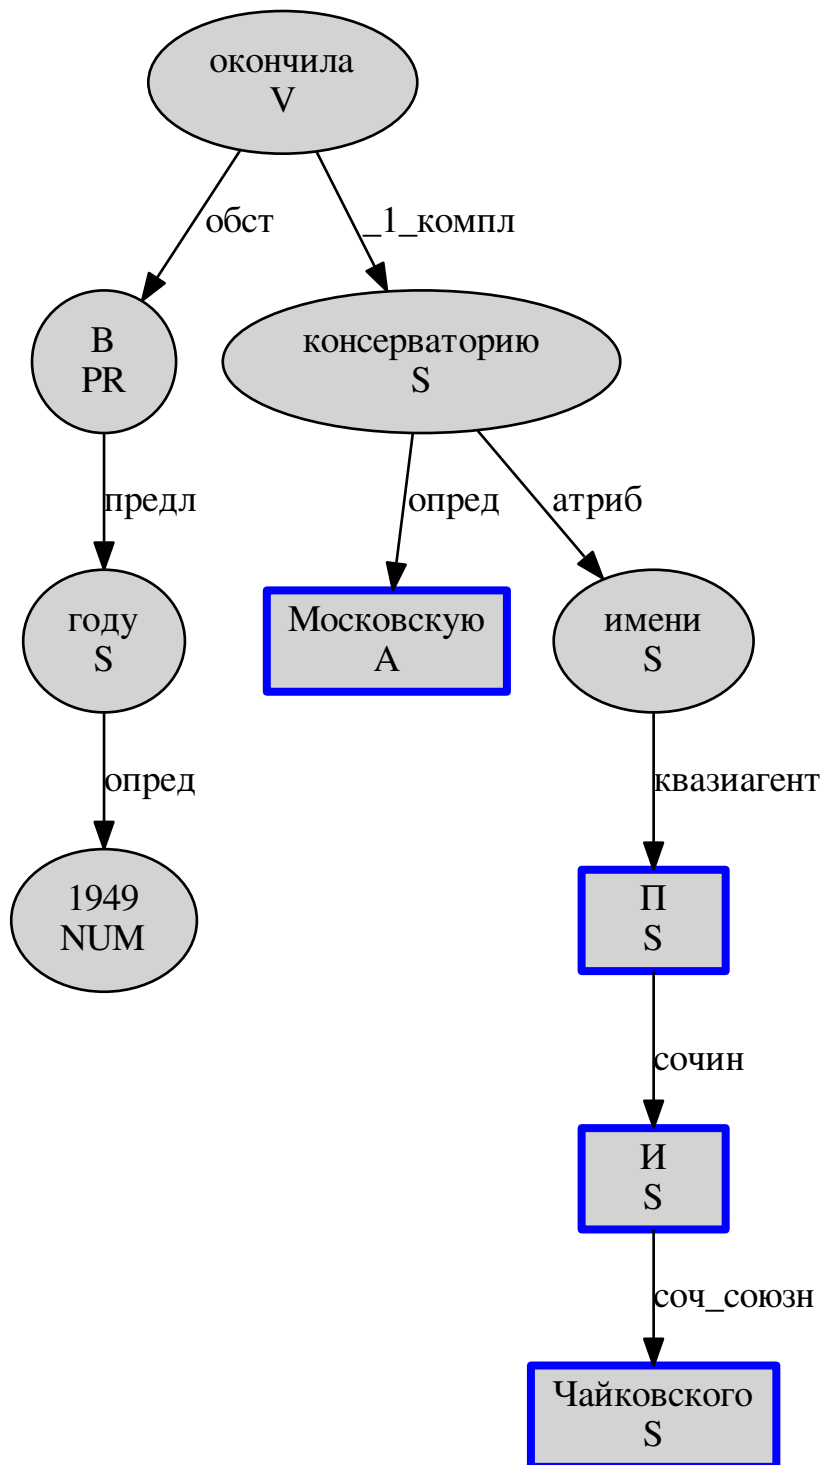 окончила
V
обст
_1_компл
В
PR
консерваторию
S
предл
опред
атриб
году
S
Московскую
A
имени
S
опред
квазиагент
1949
NUM
П
S
сочин
И
S
соч_союзн
Чайковского
S